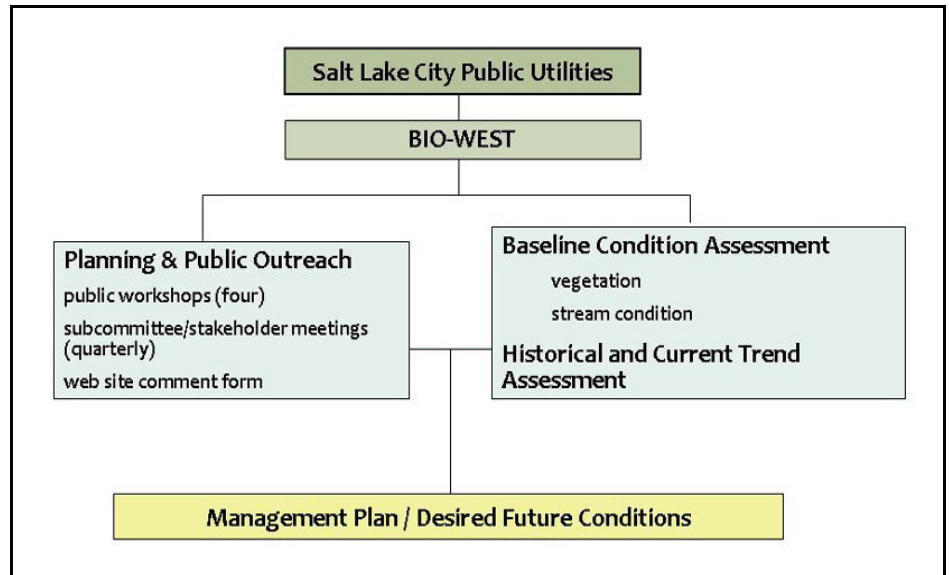 Salt Lake City Public Utilities
BIO-WEST
Planning & Public Outreach
public workshops (four)
subcommittee/stakeholder meetings
(quarterly)
web site comment form
Baseline Condition Assessment
vegetation
stream condition
Historical and Current Trend
Assessment
Management Plan / Desired Future Conditions